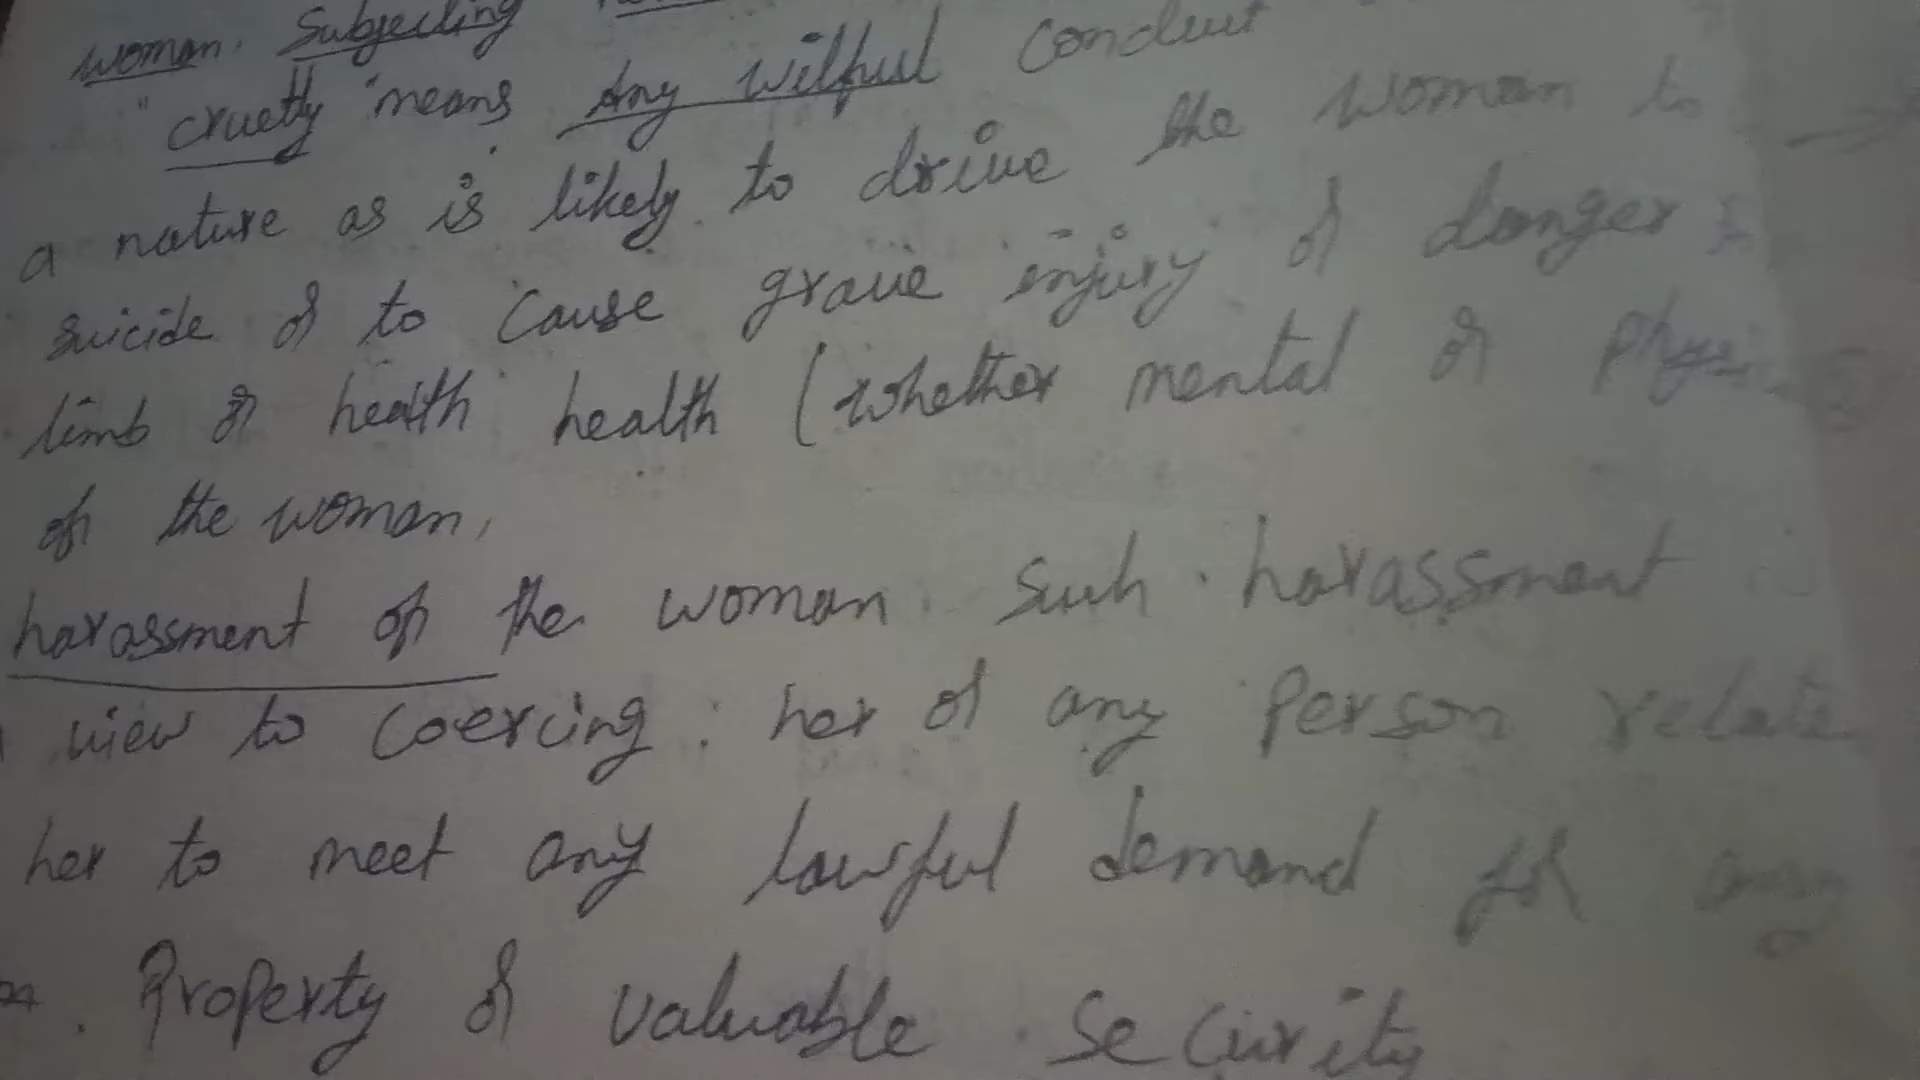 woman. Subjecting
"cruelty" means Any wilful conduct
a nature as is likely to drive the woman to
suicide or to cause grave injury or danger
limb or health health (whether mental or
of the woman,
harassment of the woman. Such harassment
view to coercing her or any Person relate
her to meet any lawful demand for any
Property or valuable security